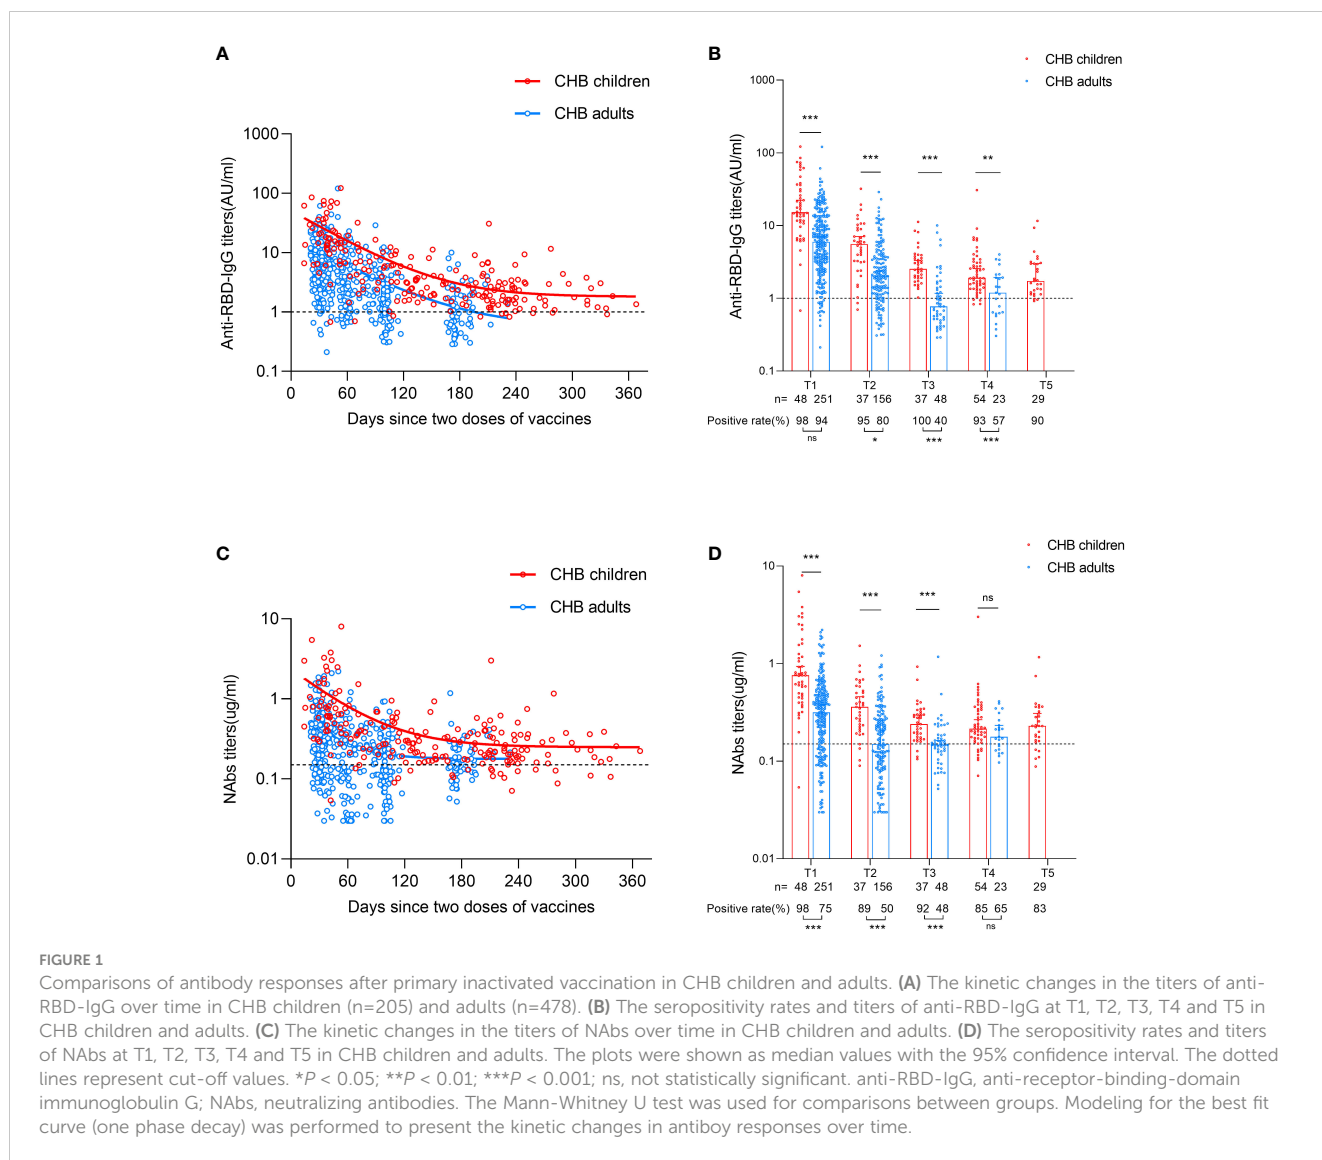 A
CHB children
CHB adults
1000
100
10
1
0.1
Anti-RBD-IgG titers(AU/ml)
0 60 120 180 240 300 360
Days since two doses of vaccines
B
CHB children
CHB adults
1000
100
10
1
0.1
Anti-RBD-IgG titers(AU/ml)
*** *** *** **
T1 T2 T3 T4 T5
n= 48 251 37 156 37 48 54 23 29
Positive rate(%) 98 94 95 80 100 40 93 57 90
ns * *** ***
C
CHB children
CHB adults
10
1
0.1
0.01
NAbs titers(ug/ml)
0 60 120 180 240 300 360
Days since two doses of vaccines
D
CHB children
CHB adults
10
1
0.1
0.01
NAbs titers(ug/ml)
*** *** *** ns
T1 T2 T3 T4 T5
n= 48 251 37 156 37 48 54 23 29
Positive rate(%) 98 75 89 50 92 48 85 65 83
*** *** *** ns
FIGURE 1
Comparisons of antibody responses after primary inactivated vaccination in CHB children and adults. (A) The kinetic changes in the titers of anti-
RBD-IgG over time in CHB children (n=205) and adults (n=478). (B) The seropositivity rates and titers of anti-RBD-IgG at T1, T2, T3, T4 and T5 in
CHB children and adults. (C) The kinetic changes in the titers of NAbs over time in CHB children and adults. (D) The seropositivity rates and titers
of NAbs at T1, T2, T3, T4 and T5 in CHB children and adults. The plots were shown as median values with the 95% confidence interval. The dotted
lines represent cut-off values. *P < 0.05; **P < 0.01; ***P < 0.001; ns, not statistically significant. anti-RBD-IgG, anti-receptor-binding-domain
immunoglobulin G; NAbs, neutralizing antibodies. The Mann-Whitney U test was used for comparisons between groups. Modeling for the best fit
curve (one phase decay) was performed to present the kinetic changes in antiboy responses over time.